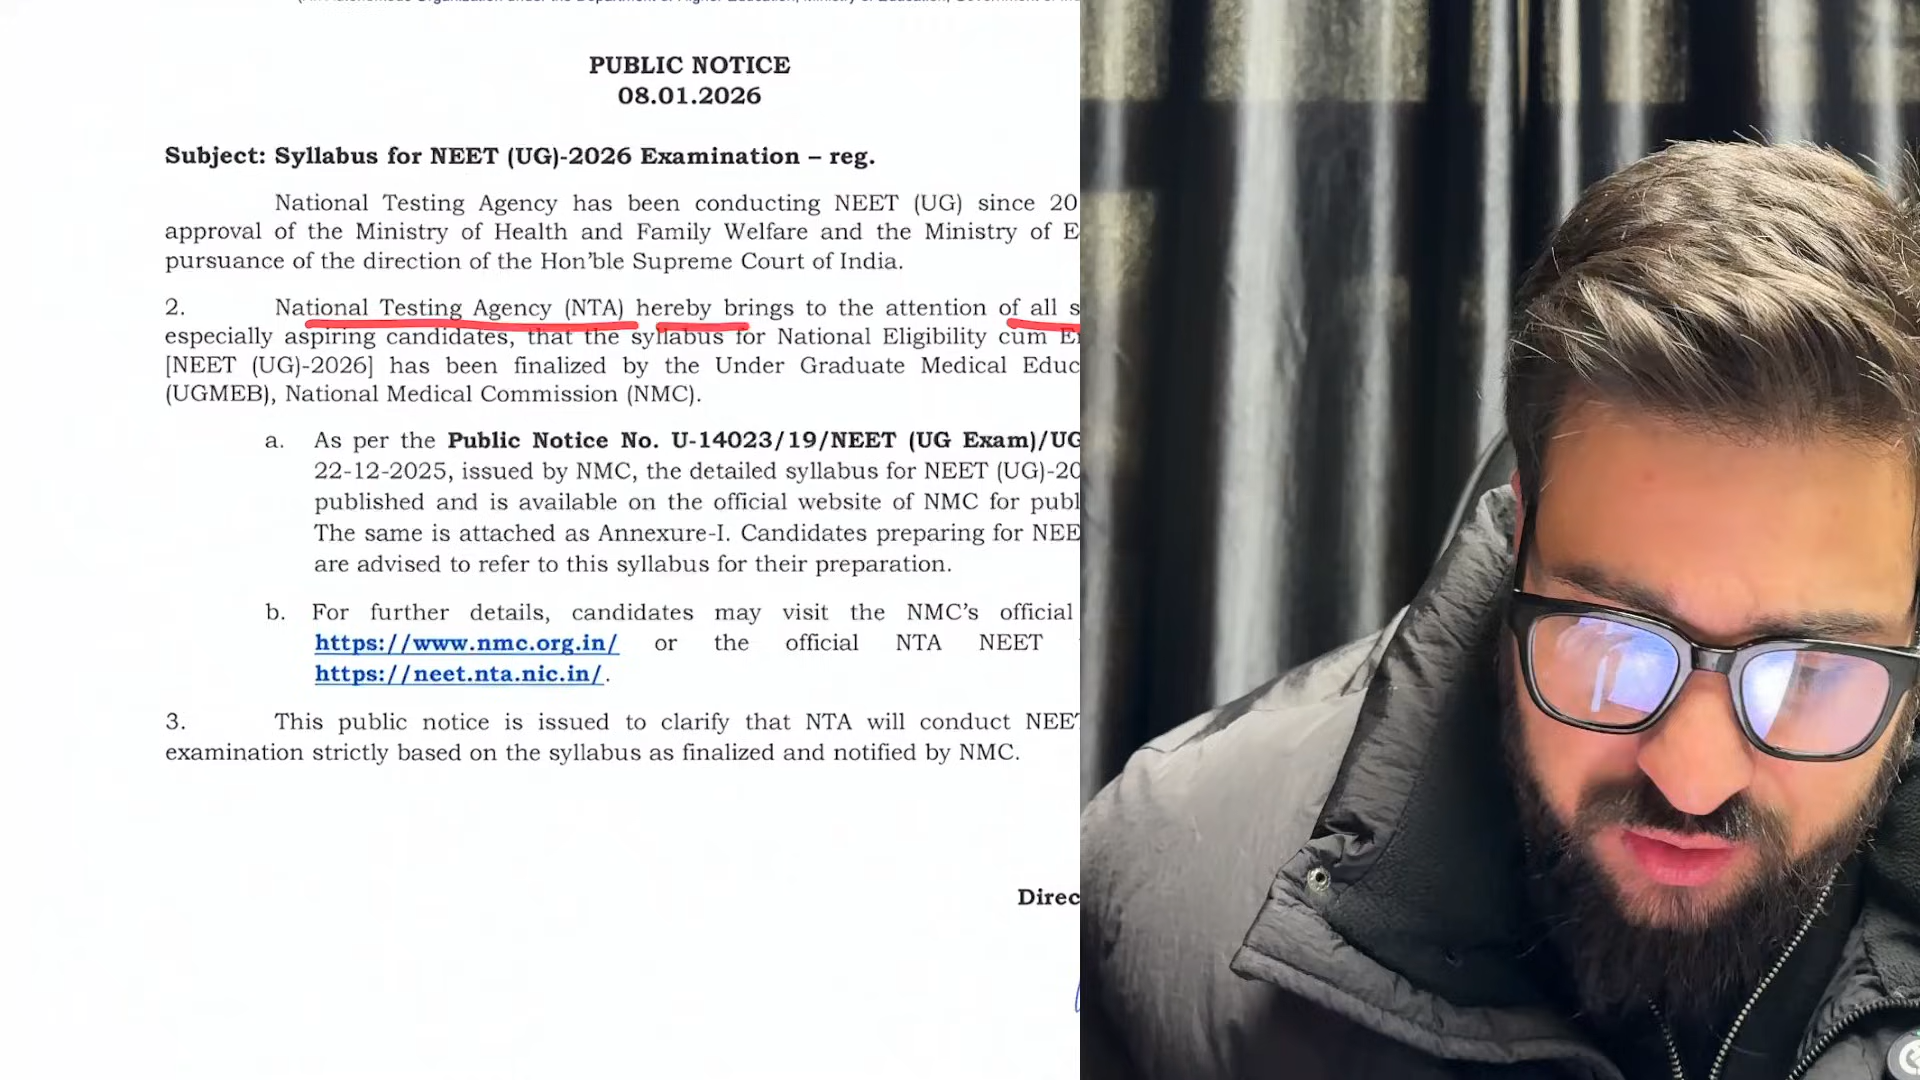 PUBLIC NOTICE
08.01.2026
Subject: Syllabus for NEET (UG)-2026 Examination – reg.
National Testing Agency has been conducting NEET (UG) since 20
approval of the Ministry of Health and Family Welfare and the Ministry of E
pursuance of the direction of the Hon'ble Supreme Court of India.
2. National Testing Agency (NTA) hereby brings to the attention of all s
especially aspiring candidates, that the syllabus for National Eligibility cum E
[NEET (UG)-2026] has been finalized by the Under Graduate Medical Educ
(UGMEB), National Medical Commission (NMC).
a. As per the Public Notice No. U-14023/19/NEET (UG Exam)/UG
22-12-2025, issued by NMC, the detailed syllabus for NEET (UG)-20
published and is available on the official website of NMC for publ
The same is attached as Annexure-I. Candidates preparing for NEE
are advised to refer to this syllabus for their preparation.
b. For further details, candidates may visit the NMC's official
https://www.nmc.org.in/ or the official NTA NEET
https://neet.nta.nic.in/.
3. This public notice is issued to clarify that NTA will conduct NEET
examination strictly based on the syllabus as finalized and notified by NMC.
Direc